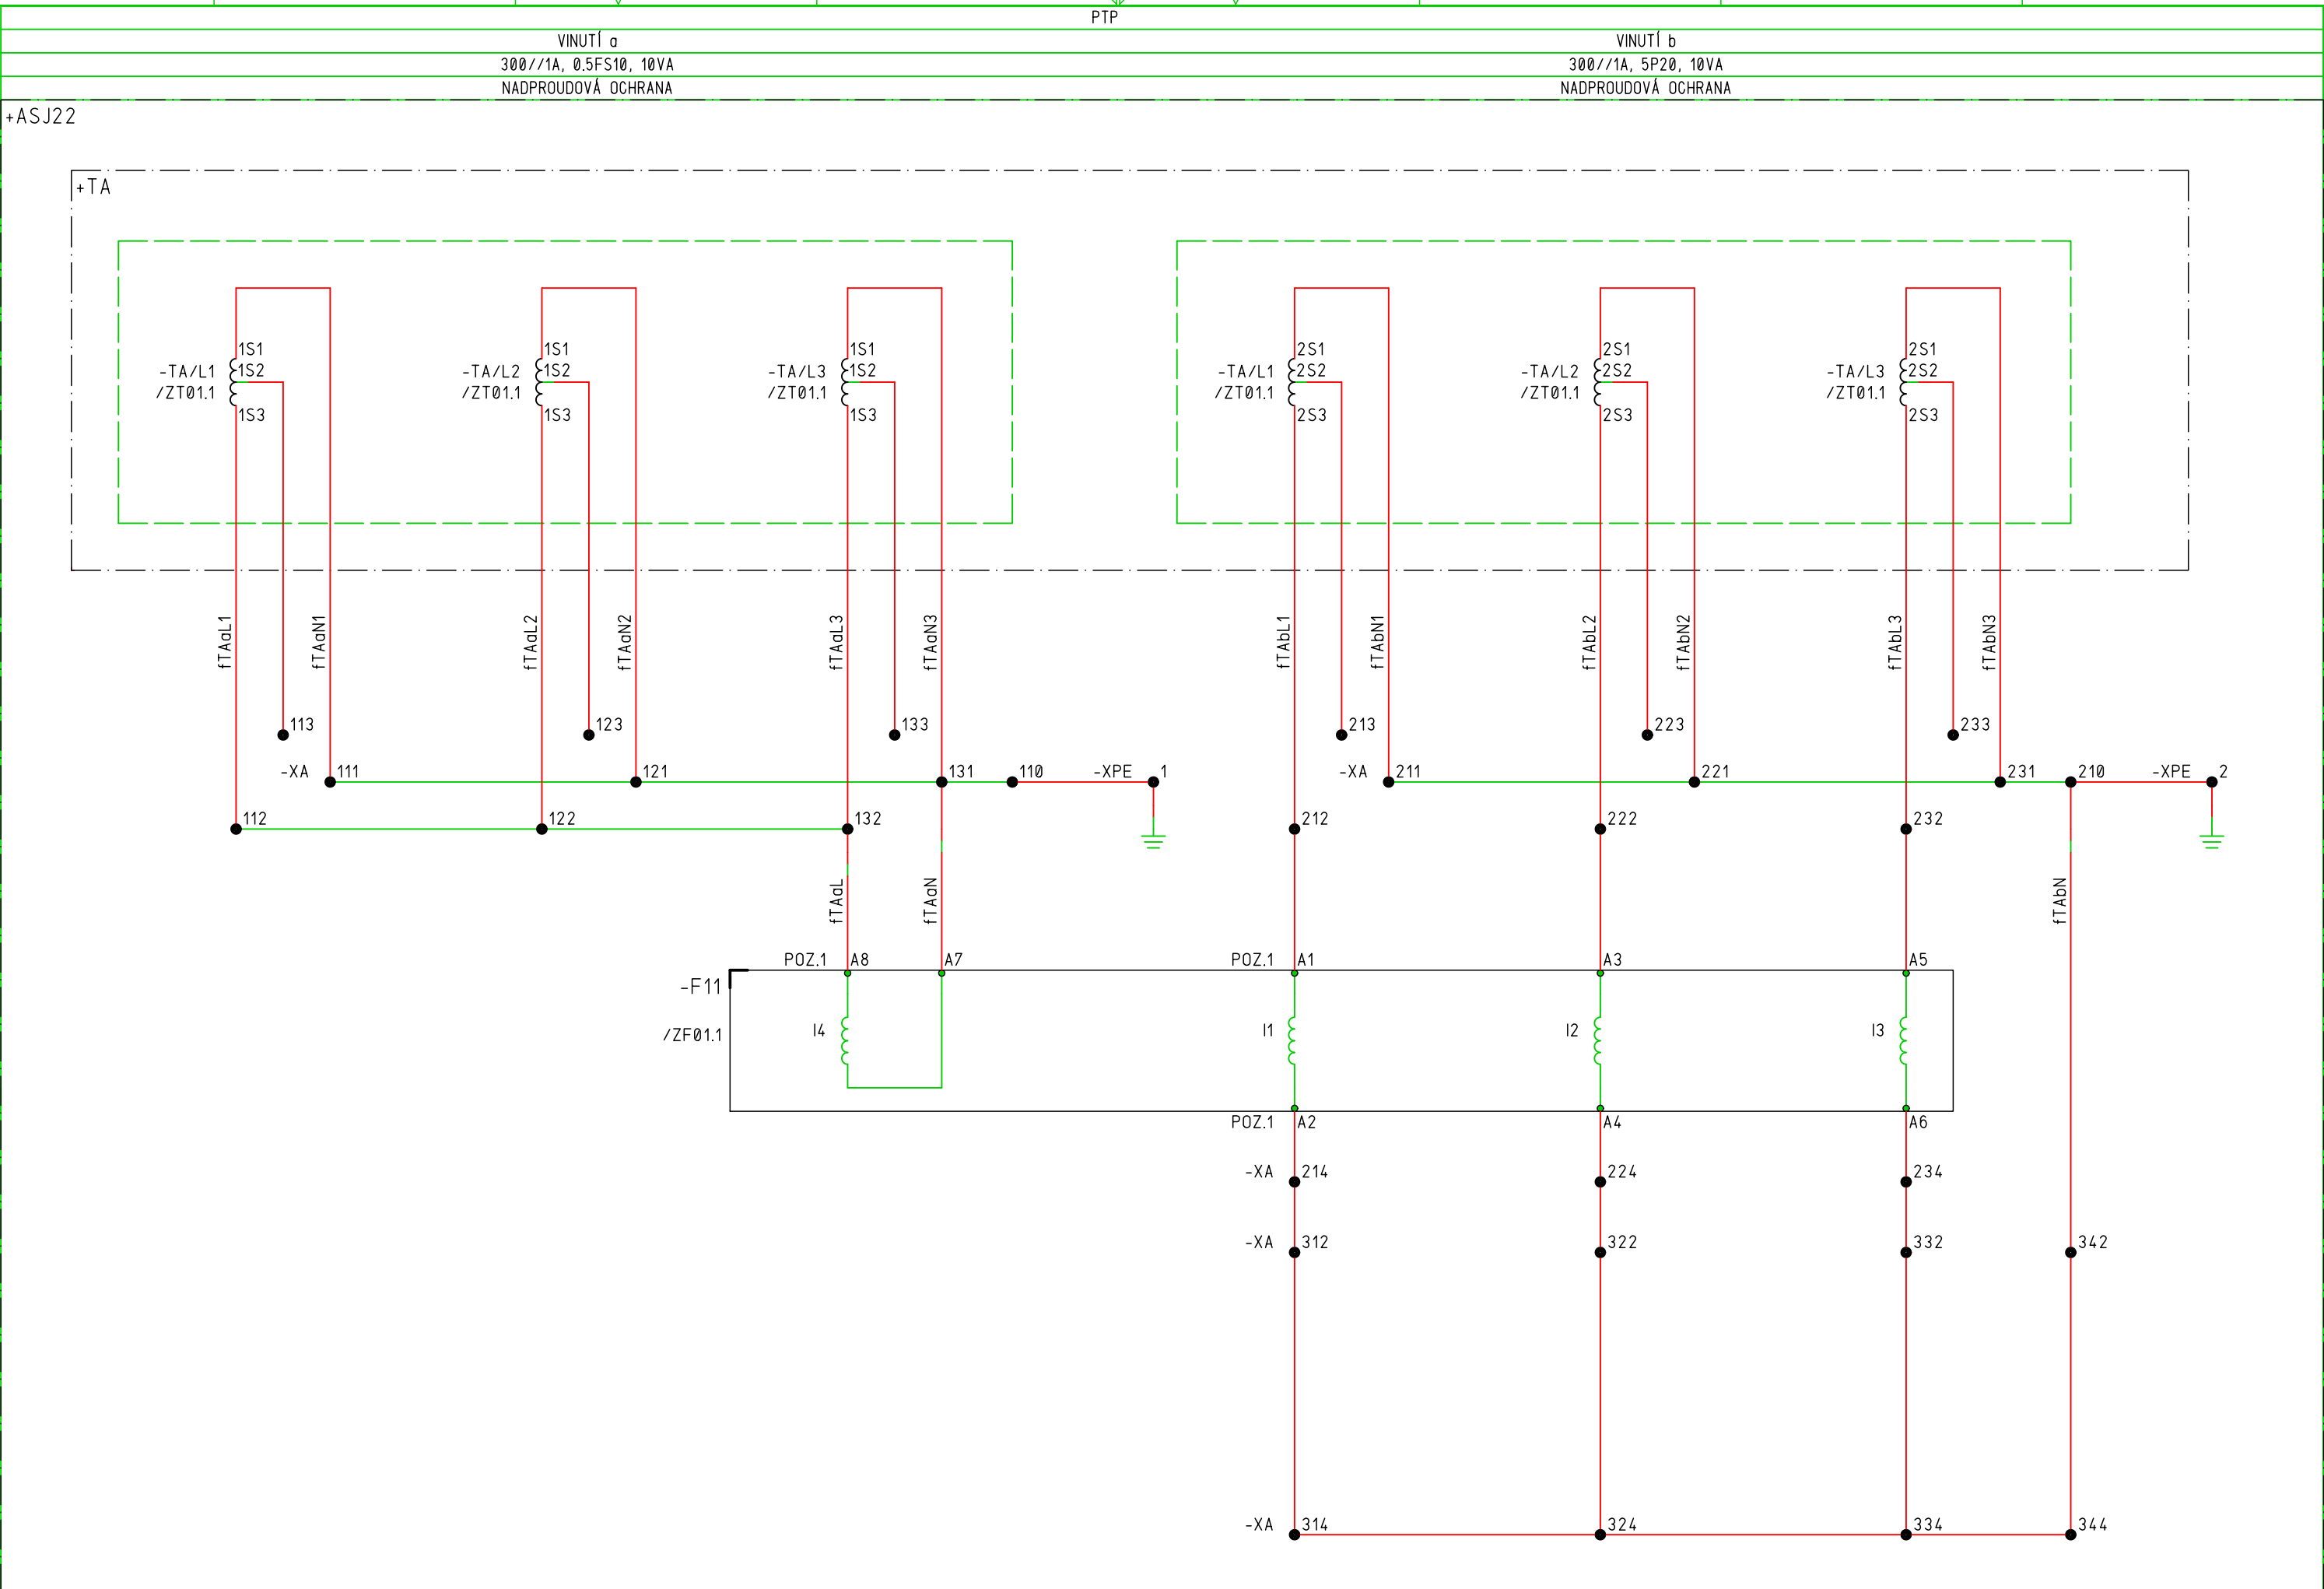 PTP
VINUTÍ a VINUTÍ b
300//1A, 0.5FS10, 10VA 300//1A, 5P20, 10VA
NADPROUDOVÁ OCHRANA NADPROUDOVÁ OCHRANA
+ASJ22
+TA
1S1 1S1 1S1 2S1 2S1 2S1
-TA/L1 1S2 -TA/L2 1S2 -TA/L3 1S2 -TA/L1 2S2 -TA/L2 2S2 -TA/L3 2S2
/ZT01.1 /ZT01.1 /ZT01.1 /ZT01.1 /ZT01.1 /ZT01.1
1S3 1S3 1S3 2S3 2S3 2S3
fTAaL1 fTAaN1 fTAaL2 fTAaN2 fTAaL3 fTAaN3 fTAbL1 fTAbN1 fTAbL2 fTAbN2 fTAbL3 fTAbN3
113 123 133 213 223 233
-XA 111 121 131 110 -XPE 1 -XA 211 221 231 210 -XPE 2
112 122 132 212 222 232
fTAaL fTAaN fTAbN
POZ.1 A8 A7 POZ.1 A1 A3 A5
-F11
/ZF01.1 I4 I1 I2 I3
POZ.1 A2 A4 A6
-XA 214 224 234
-XA 312 322 332 342
-XA 314 324 334 344